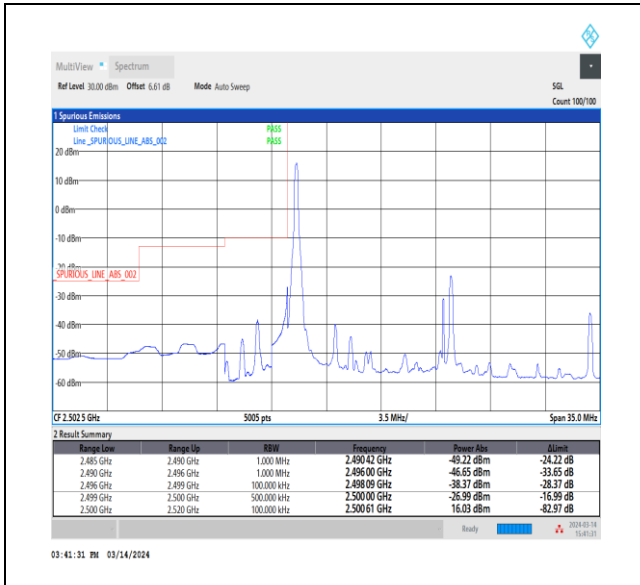 MultiView Spectrum
Ref Level 30.00 dBm Offset 6.61 dB Mode Auto Sweep SGL
Count 100/100
1 Spurious Emissions
Limit Check PASS
Line _SPURIOUS_LINE_ABS_002 PASS
20 dBm
10 dBm
0 dBm
-10 dBm
-20 dBm
SPURIOUS_LINE_ABS_002
-30 dBm
-40 dBm
-50 dBm
-60 dBm
CF 2.502 5 GHz 5005 pts 3.5 MHz/ Span 35.0 MHz
2 Result Summary
Range Low Range Up RBW Frequency Power Abs ΔLimit
2.485 GHz 2.490 GHz 1.000 MHz 2.490 42 GHz -49.22 dBm -24.22 dB
2.490 GHz 2.496 GHz 1.000 MHz 2.496 00 GHz -46.65 dBm -33.65 dB
2.496 GHz 2.499 GHz 100.000 kHz 2.498 09 GHz -38.37 dBm -28.37 dB
2.499 GHz 2.500 GHz 500.000 kHz 2.500 00 GHz -26.99 dBm -16.99 dB
2.500 GHz 2.520 GHz 100.000 kHz 2.500 61 GHz 16.03 dBm -82.97 dB
Ready 2024-03-14
15:41:31
03:41:31 PM 03/14/2024